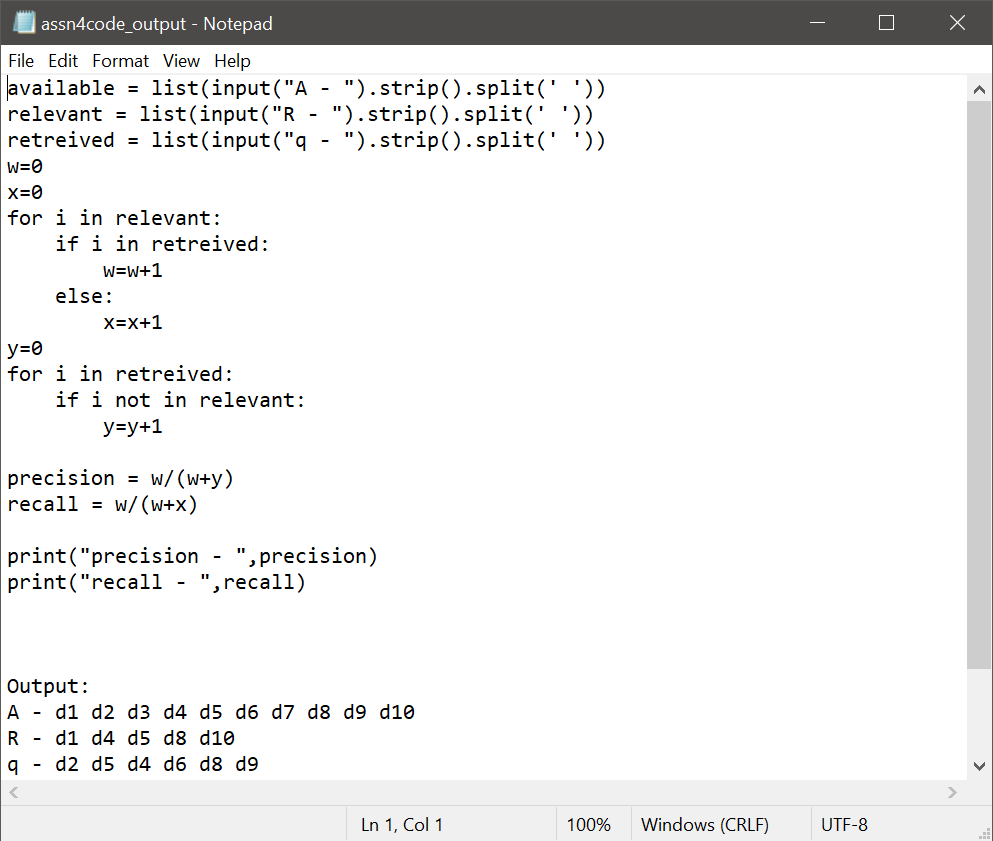 assn4code_output - Notepad
File Edit Format View Help
available = list(input("A - ").strip().split(' '))
relevant = list(input("R - ").strip().split(' '))
retreived = list(input("q - ").strip().split(' '))
w=0
x=0
for i in relevant:
    if i in retreived:
        w=w+1
    else:
        x=x+1
y=0
for i in retreived:
    if i not in relevant:
        y=y+1

precision = w/(w+y)
recall = w/(w+x)

print("precision - ",precision)
print("recall - ",recall)

Output:
A - d1 d2 d3 d4 d5 d6 d7 d8 d9 d10
R - d1 d4 d5 d8 d10
q - d2 d5 d4 d6 d8 d9
Ln 1, Col 1 100% Windows (CRLF) UTF-8